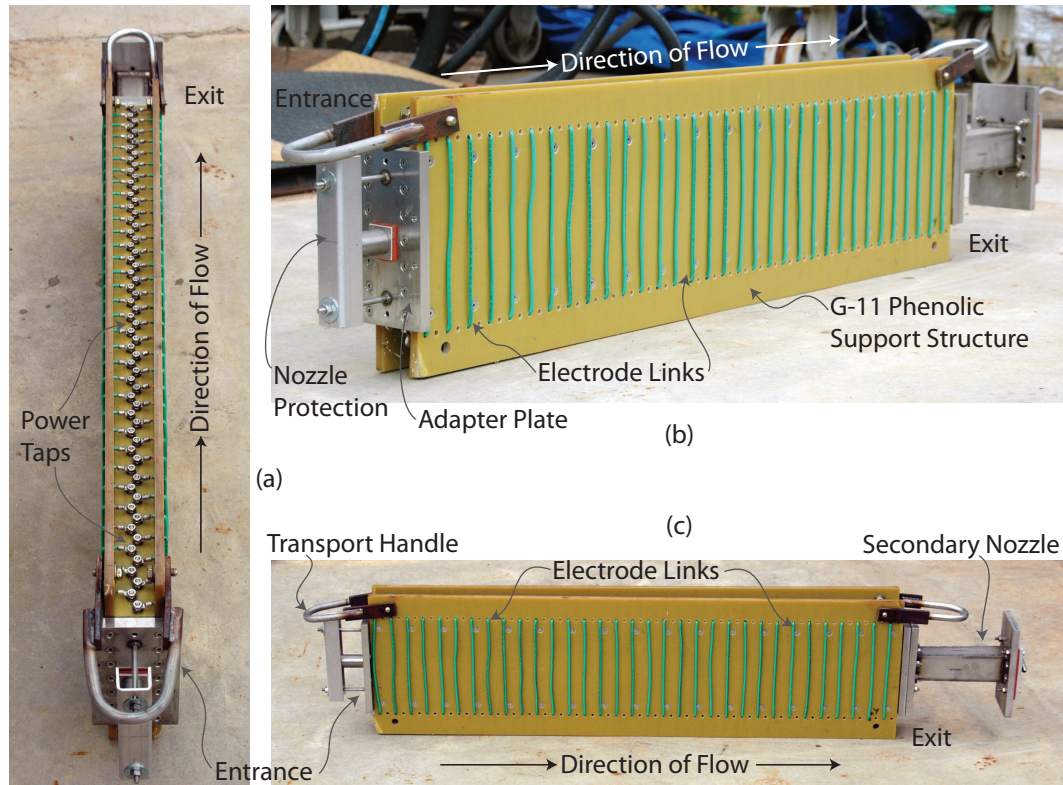 Exit
Direction of Flow
Power
Taps
Entrance
(a)
Direction of Flow
Entrance
Exit
G-11 Phenolic
Support Structure
Electrode Links
Nozzle
Protection
Adapter Plate
(b)
(c)
Transport Handle
Electrode Links
Secondary Nozzle
Exit
Direction of Flow